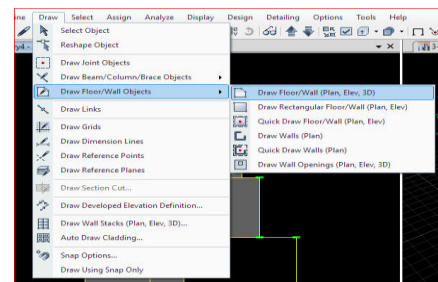 ine Draw Select Assign Analyze Display Design Detailing Options Tools He
Select Object
Reshape Object
Draw Joint Objects
Draw Beam/Column/Brace Objects
Draw Floor/Wall Objects
Draw Links
Draw Grids
Draw Dimension Lines
Draw Reference Points
Draw Reference Planes
Draw Section Cut...
Draw Developed Elevation Definition...
Draw Wall Stacks (Plan, Elev, 3D)...
Auto Draw Cladding...
Snap Options...
Draw Using Snap Only
Draw Floor/Wall (Plan, Elev, 3D)
Draw Rectangular Floor/Wall (Plan, Elev)
Quick Draw Floor/Wall (Plan, Elev)
Draw Walls (Plan)
Quick Draw Walls (Plan)
Draw Wall Openings (Plan, Elev, 3D)